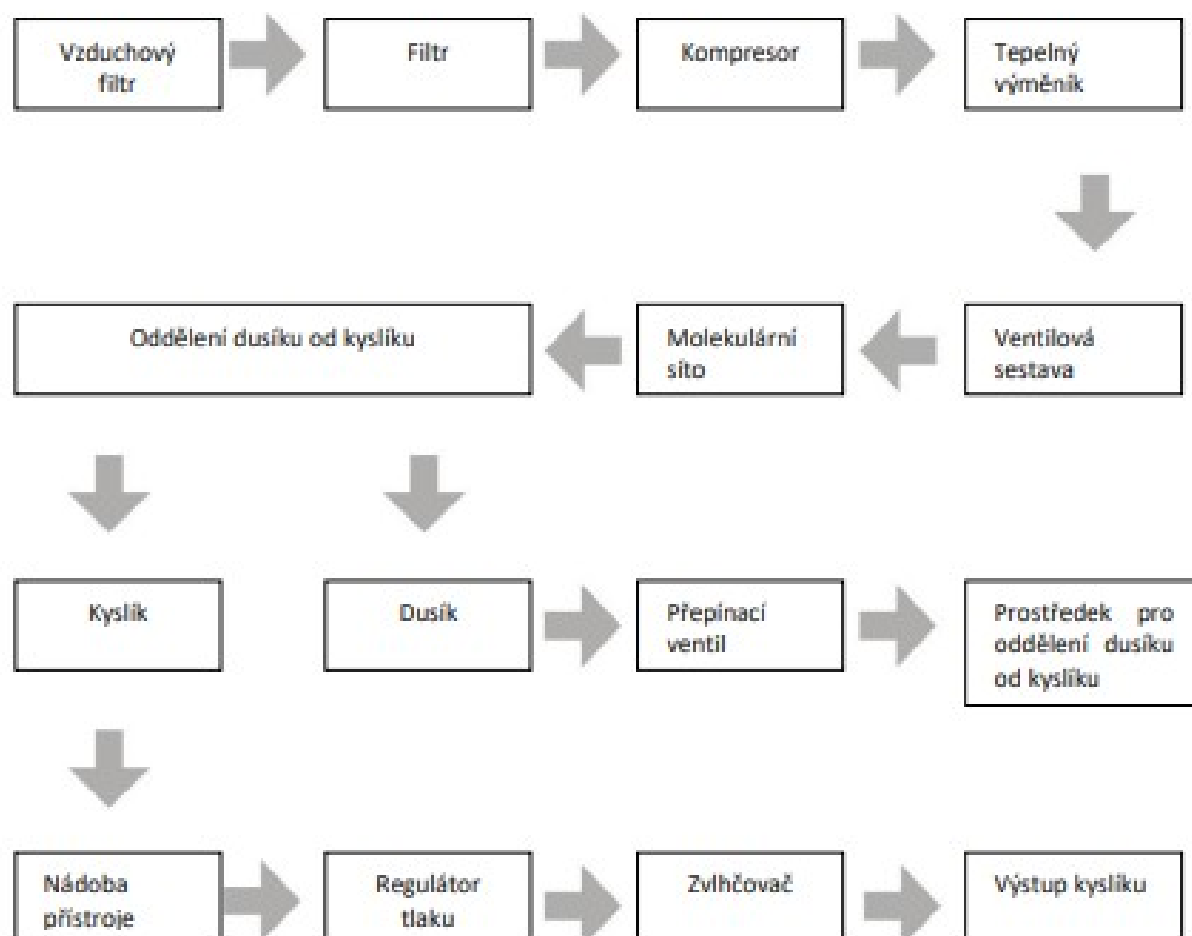 Vzduchový
filtr
Filtr
Kompresor
Tepelný
výměník
Oddělení dusíku od kyslíku
Molekulární
síto
Ventilová
sestava
Kyslík
Dusík
Přepínací
ventil
Prostředek pro
oddělení dusíku
od kyslíku
Nádoba
přístroje
Regulátor
tlaku
Zvlhčovač
Výstup kyslíku